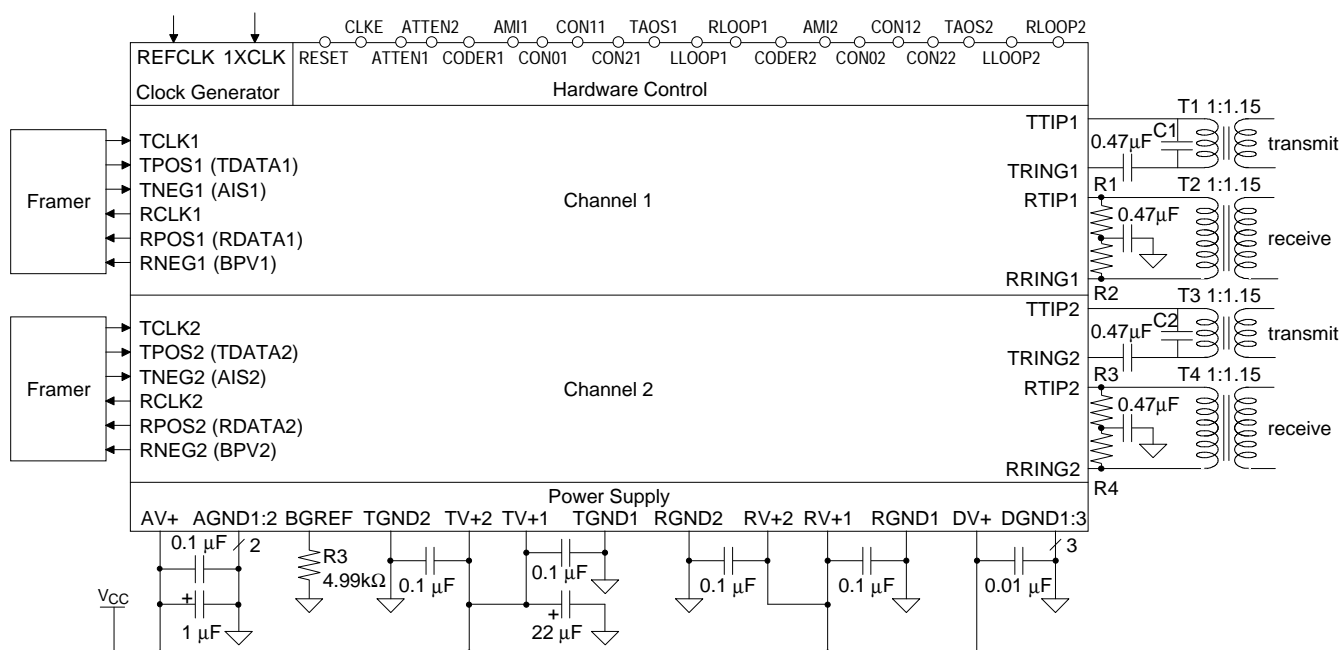 CLKE ATTEN2 AMI1 CON11 TAOS1 RLOOP1 AMI2 CON12 TAOS2 RLOOP2
REFCLK 1XCLK RESET ATTEN1 CODER1 CON01 CON21 LLOOP1 CODER2 CON02 CON22 LLOOP2
Clock Generator Hardware Control
Framer
TCLK1
TPOS1 (TDATA1)
TNEG1 (AIS1)
RCLK1
RPOS1 (RDATA1)
RNEG1 (BPV1)
Channel 1
TTIP1
TRING1
RTIP1
RRING1
T1 1:1.15
C1
0.47µF
transmit
R1 T2 1:1.15
0.47µF
receive
R2
Framer
TCLK2
TPOS2 (TDATA2)
TNEG2 (AIS2)
RCLK2
RPOS2 (RDATA2)
RNEG2 (BPV2)
Channel 2
TTIP2
TRING2
RTIP2
RRING2
T3 1:1.15
C2
0.47µF
transmit
R3 T4 1:1.15
0.47µF
receive
R4
Power Supply
AV+ AGND1:2 BGREF TGND2 TV+2 TV+1 TGND1 RGND2 RV+2 RV+1 RGND1 DV+ DGND1:3
0.1 µF 2 3
R3
4.99kΩ 0.1 µF 0.1 µF 0.1 µF 0.1 µF 0.01 µF
VCC
+ +
1 µF 22 µF